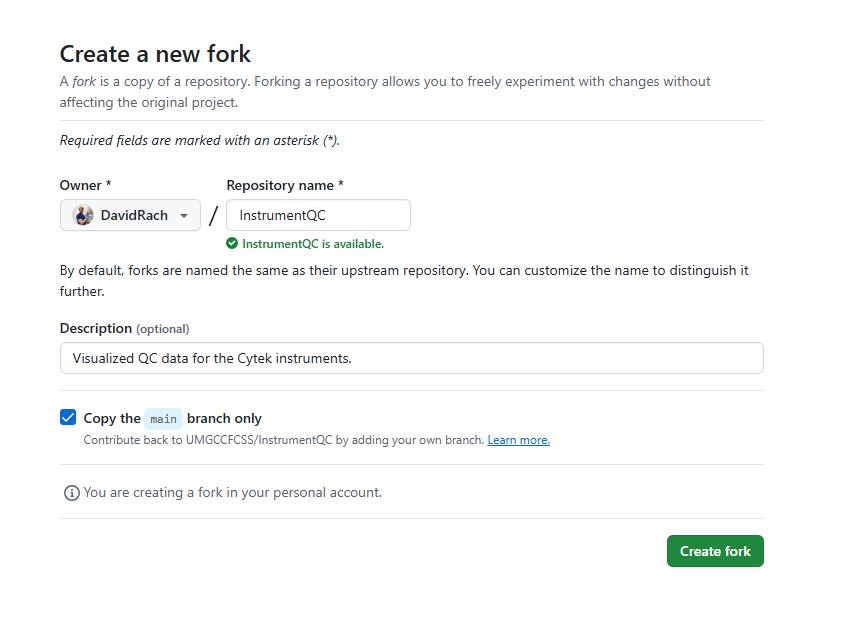 Create a new fork
A fork is a copy of a repository. Forking a repository allows you to freely experiment with changes without
affecting the original project.
Required fields are marked with an asterisk (*).
Owner * Repository name *
DavidRach / InstrumentQC
InstrumentQC is available.
By default, forks are named the same as their upstream repository. You can customize the name to distinguish it
further.
Description (optional)
Visualized QC data for the Cytek instruments.
Copy the main branch only
Contribute back to UMGCCFCSS/InstrumentQC by adding your own branch. Learn more.
You are creating a fork in your personal account.
Create fork